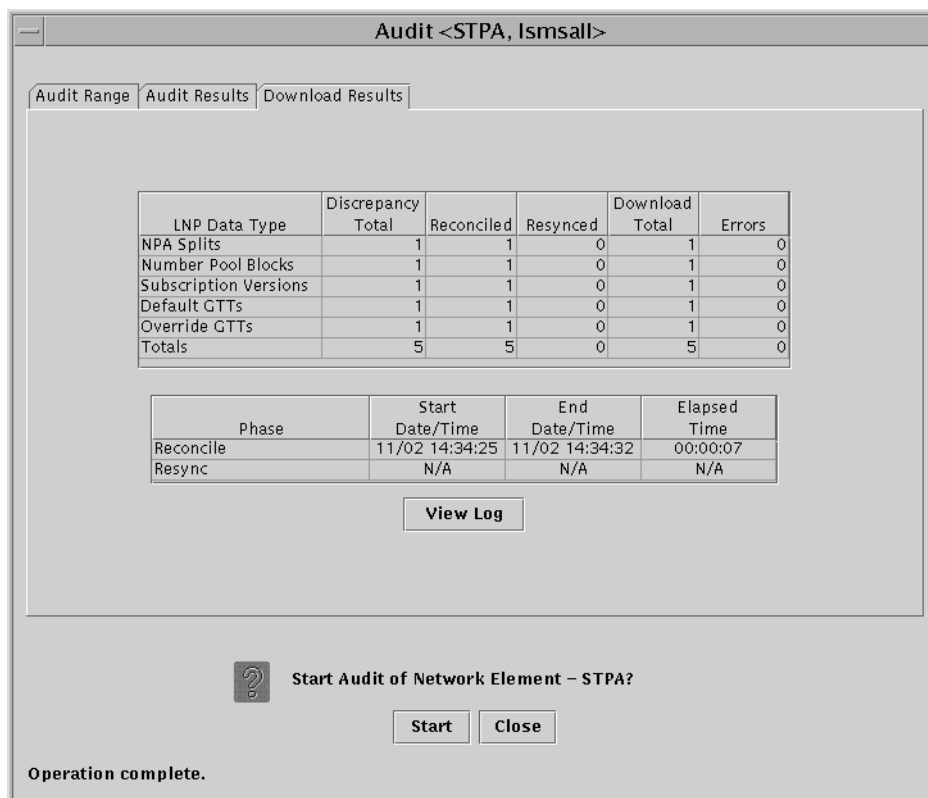 Audit <STPA, lsmsall>
Audit Range Audit Results Download Results
LNP Data Type Discrepancy Total Reconciled Resynced Download Total Errors
NPA Splits 1 1 0 1 0
Number Pool Blocks 1 1 0 1 0
Subscription Versions 1 1 0 1 0
Default GTTs 1 1 0 1 0
Override GTTs 1 1 0 1 0
Totals 5 5 0 5 0
Phase Start Date/Time End Date/Time Elapsed Time
Reconcile 11/02 14:34:25 11/02 14:34:32 00:00:07
Resync N/A N/A N/A
View Log
? Start Audit of Network Element – STPA?
Start Close
Operation complete.